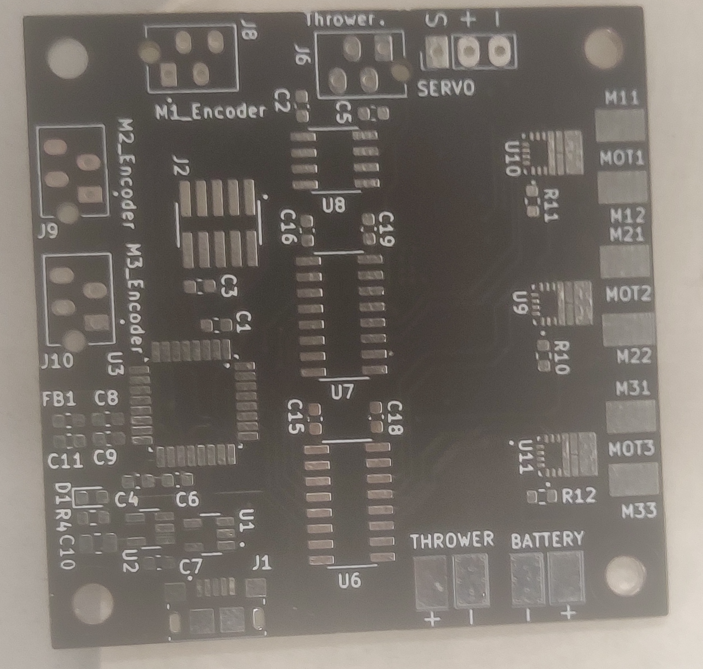 Thrower.
S + -
J8
J6
SERVO
M1_Encoder
C2
C5
M11
M2_Encoder
J2
U10
MOT1
U8
R11
M12
J9
C16
C19
M21
M3_Encoder
C3
U9
MOT2
C1
J10
U3
R10
M22
U7
FB1 C8
C15
C18
M31
C11 C9
U11
MOT3
D1
C4
C6
R12
R4
M33
C10
U1
U2
C7
J1
THROWER
BATTERY
U6
+ - - +